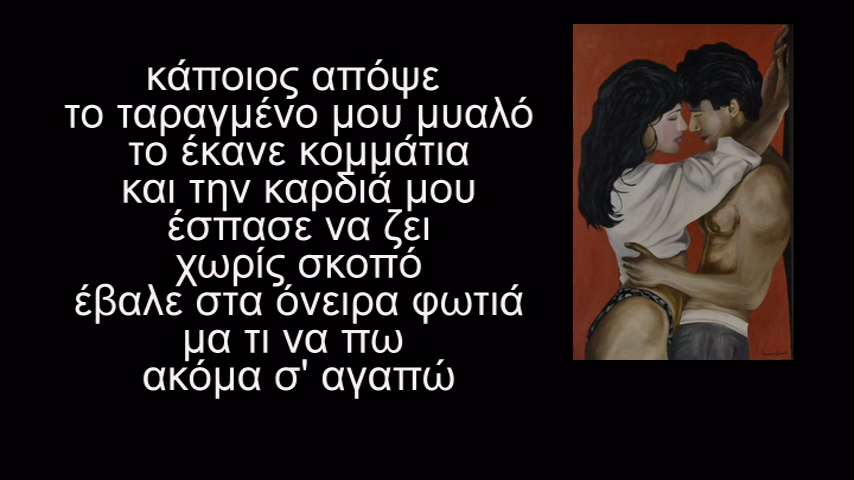 κάποιος απόψε
το ταραγμένο μου μυαλό
το έκανε κομμάτια
και την καρδιά μου
έσπασε να ζει
χωρίς σκοπό
έβαλε στα όνειρα φωτιά
μα τι να πω
ακόμα σ' αγαπώ